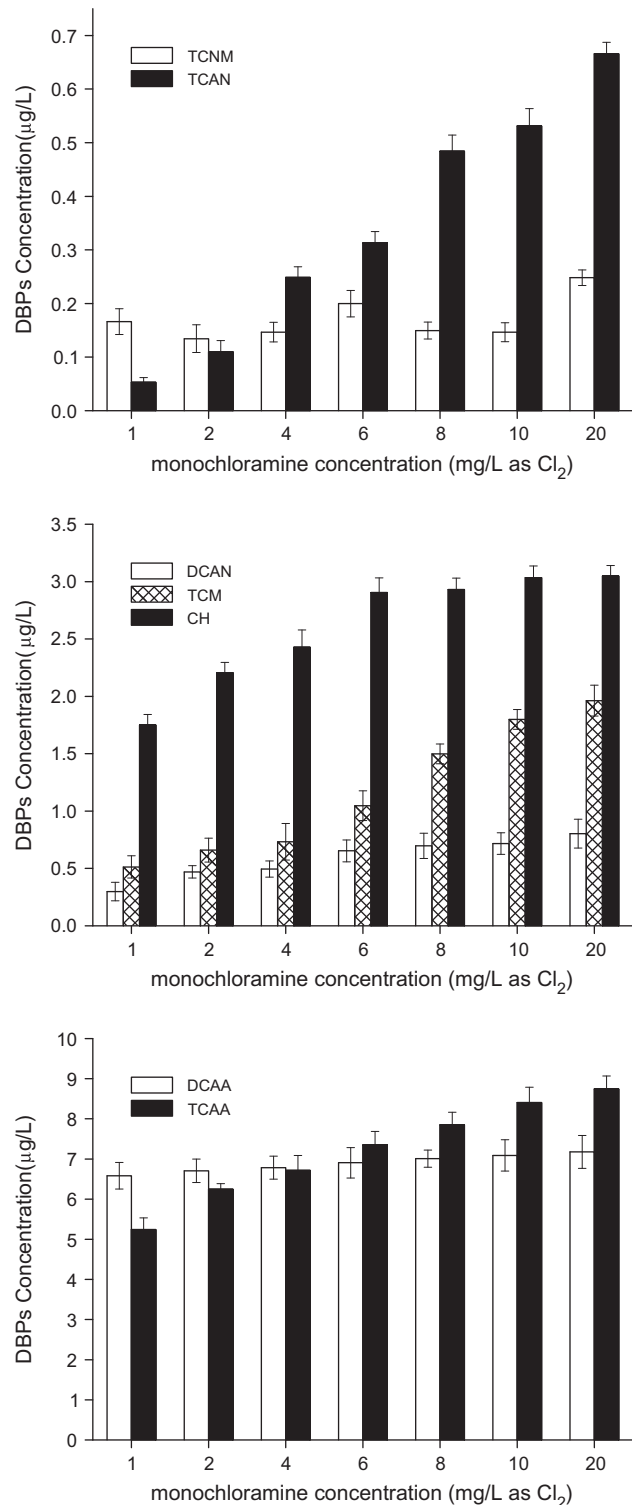 DBPs Concentration(μg/L)
0.7
0.6
0.5
0.4
0.3
0.2
0.1
0.0
TCNM
TCAN
1 2 4 6 8 10 20
monochloramine concentration (mg/L as Cl2)
DBPs Concentration(μg/L)
3.5
3.0
2.5
2.0
1.5
1.0
0.5
0.0
DCAN
TCM
CH
1 2 4 6 8 10 20
monochloramine concentration (mg/L as Cl2)
DBPs Concentration(μg/L)
10
9
8
7
6
5
4
3
2
1
0
DCAA
TCAA
1 2 4 6 8 10 20
monochloramine concentration (mg/L as Cl2)